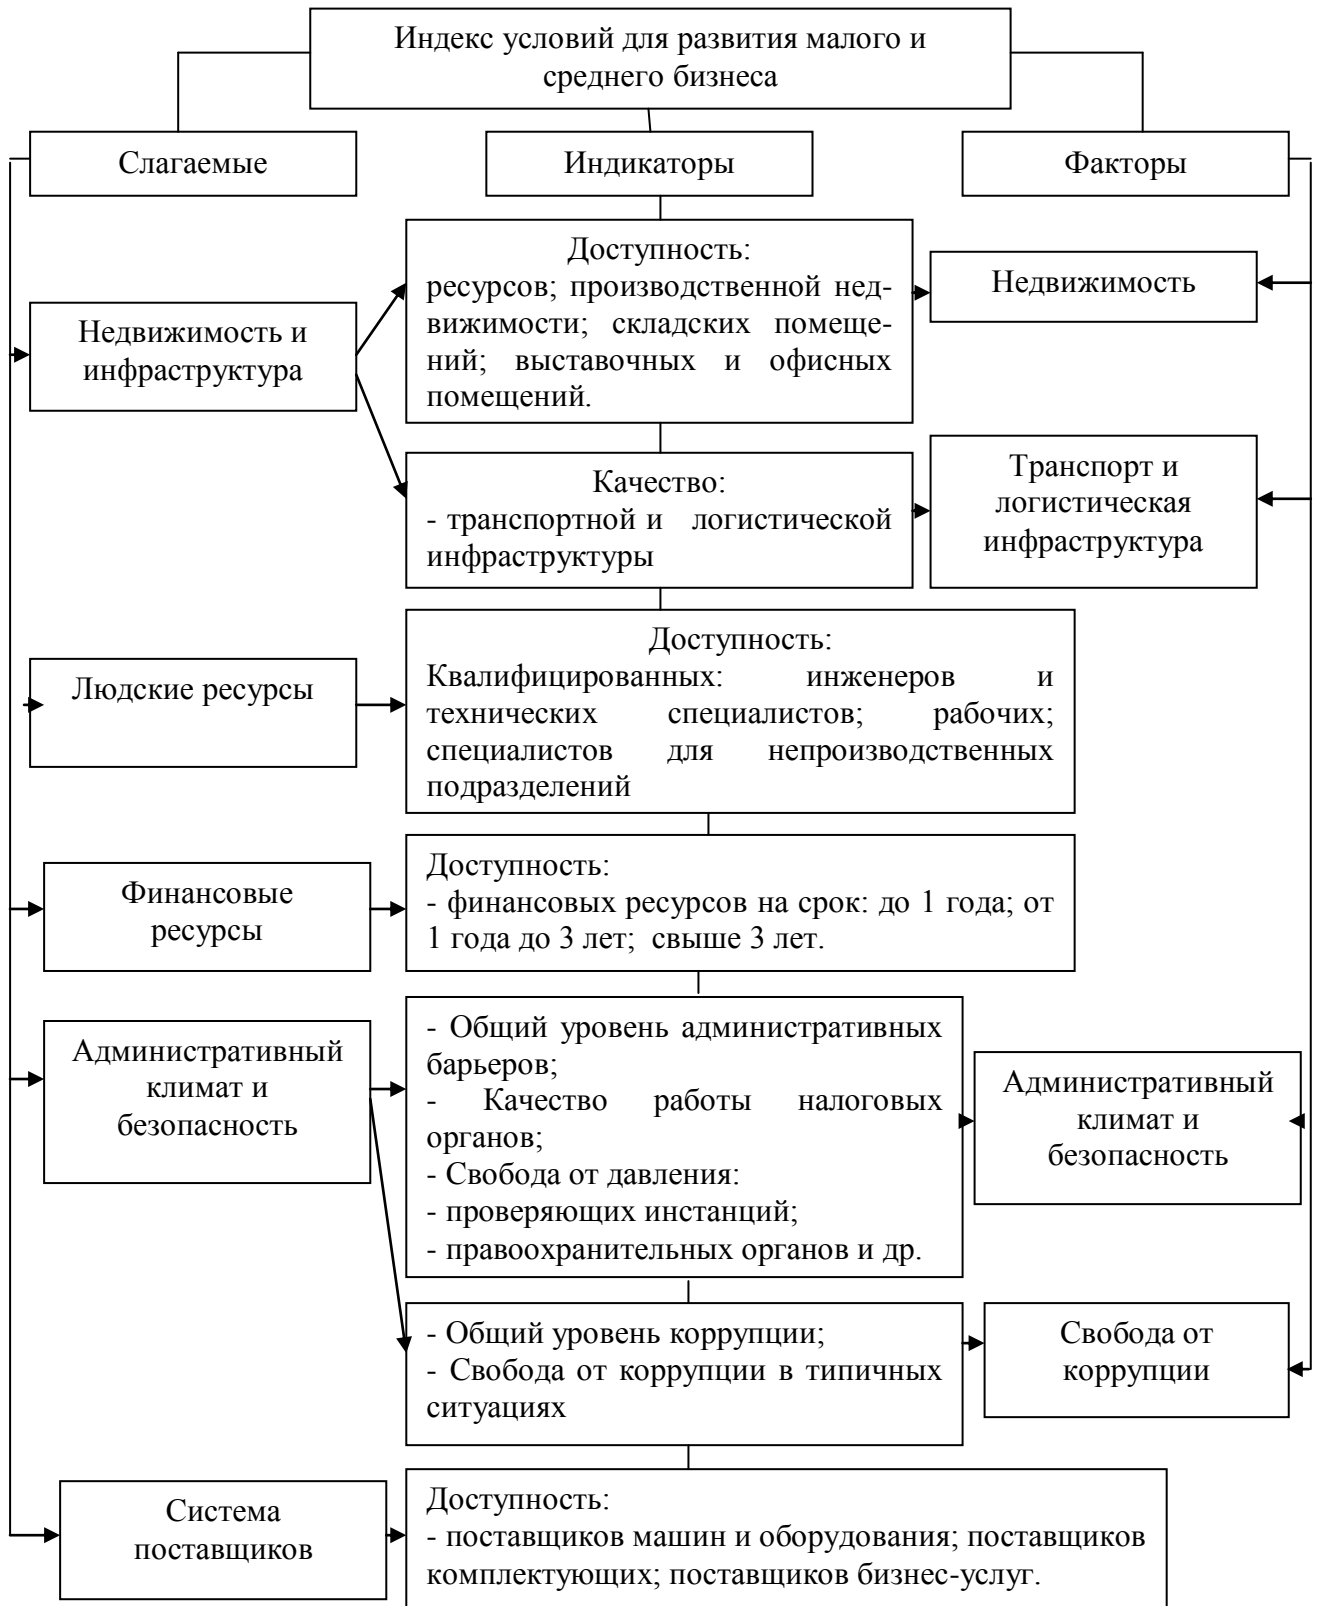 Индекс условий для развития малого и
среднего бизнеса
Слагаемые
Индикаторы
Факторы
Недвижимость и
инфраструктура
Доступность:
ресурсов; производственной нед-
вижимости; складских помеще-
ний; выставочных и офисных
помещений.
Недвижимость
Качество:
- транспортной и логистической
инфраструктуры
Транспорт и
логистическая
инфраструктура
Людские ресурсы
Доступность:
Квалифицированных: инженеров и
технических специалистов; рабочих;
специалистов для непроизводственных
подразделений
Финансовые
ресурсы
Доступность:
- финансовых ресурсов на срок: до 1 года; от
1 года до 3 лет; свыше 3 лет.
Административный
климат и
безопасность
- Общий уровень административных
барьеров;
- Качество работы налоговых
органов;
- Свобода от давления:
- проверяющих инстанций;
- правоохранительных органов и др.
Административный
климат и
безопасность
- Общий уровень коррупции;
- Свобода от коррупции в типичных
ситуациях
Свобода от
коррупции
Система
поставщиков
Доступность:
- поставщиков машин и оборудования; поставщиков
комплектующих; поставщиков бизнес-услуг.